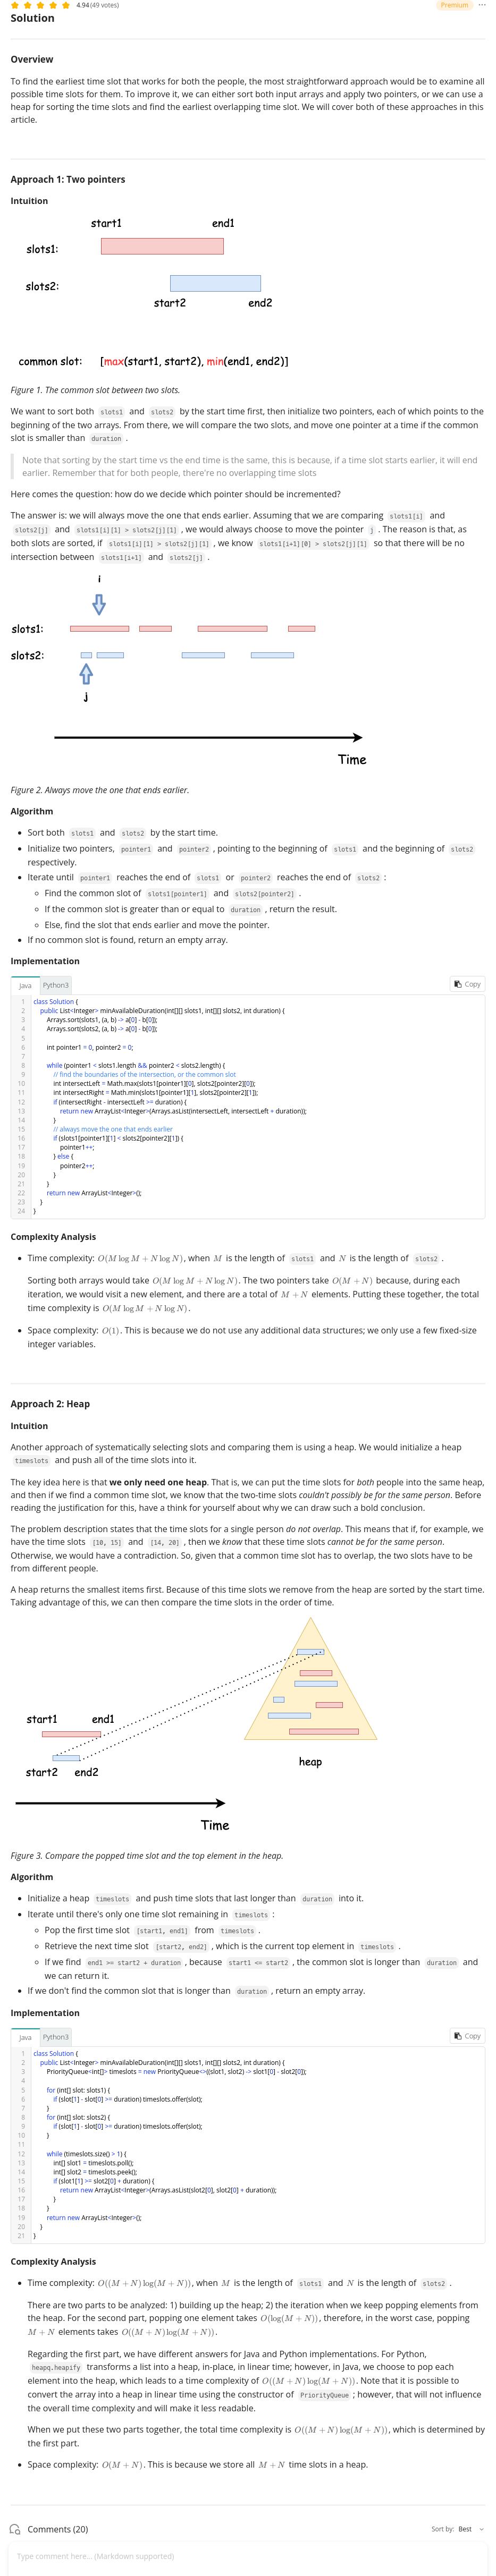 4.94 (49 votes)
Premium
···
Solution
Overview
To find the earliest time slot that works for both the people, the most straightforward approach would be to examine all
possible time slots for them. To improve it, we can either sort both input arrays and apply two pointers, or we can use a
heap for sorting the time slots and find the earliest overlapping time slot. We will cover both of these approaches in this
article.
Approach 1: Two pointers
Intuition
start1 end1
slots1:
slots2:
start2 end2
common slot: [max(start1, start2), min(end1, end2)]
Figure 1. The common slot between two slots.
We want to sort both slots1 and slots2 by the start time first, then initialize two pointers, each of which points to the
beginning of the two arrays. From there, we will compare the two slots, and move one pointer at a time if the common
slot is smaller than duration .
Note that sorting by the start time vs the end time is the same, this is because, if a time slot starts earlier, it will end
earlier. Remember that for both people, there're no overlapping time slots
Here comes the question: how do we decide which pointer should be incremented?
The answer is: we will always move the one that ends earlier. Assuming that we are comparing slots1[i] and
slots2[j] and slots1[i][1] > slots2[j][1] , we would always choose to move the pointer j . The reason is that, as
both slots are sorted, if slots1[i][1] > slots2[j][1] , we know slots1[i+1][0] > slots2[j][1] so that there will be no
intersection between slots1[i+1] and slots2[j] .
i
slots1:
slots2:
j
Time
Figure 2. Always move the one that ends earlier.
Algorithm
• Sort both slots1 and slots2 by the start time.
• Initialize two pointers, pointer1 and pointer2 , pointing to the beginning of slots1 and the beginning of slots2
respectively.
• Iterate until pointer1 reaches the end of slots1 or pointer2 reaches the end of slots2 :
◦ Find the common slot of slots1[pointer1] and slots2[pointer2] .
◦ If the common slot is greater than or equal to duration , return the result.
◦ Else, find the slot that ends earlier and move the pointer.
• If no common slot is found, return an empty array.
Implementation
Java Python3 Copy
1 class Solution {
2 public List<Integer> minAvailableDuration(int[][] slots1, int[][] slots2, int duration) {
3 Arrays.sort(slots1, (a, b) -> a[0] - b[0]);
4 Arrays.sort(slots2, (a, b) -> a[0] - b[0]);
5
6 int pointer1 = 0, pointer2 = 0;
7
8 while (pointer1 < slots1.length && pointer2 < slots2.length) {
9 // find the boundaries of the intersection, or the common slot
10 int intersectLeft = Math.max(slots1[pointer1][0], slots2[pointer2][0]);
11 int intersectRight = Math.min(slots1[pointer1][1], slots2[pointer2][1]);
12 if (intersectRight - intersectLeft >= duration) {
13 return new ArrayList<Integer>(Arrays.asList(intersectLeft, intersectLeft + duration));
14 }
15 // always move the one that ends earlier
16 if (slots1[pointer1][1] < slots2[pointer2][1]) {
17 pointer1++;
18 } else {
19 pointer2++;
20 }
21 }
22 return new ArrayList<Integer>();
23 }
24 }
Complexity Analysis
• Time complexity: O(M log M + N log N), when M is the length of slots1 and N is the length of slots2 .
Sorting both arrays would take O(M log M + N log N). The two pointers take O(M + N) because, during each
iteration, we would visit a new element, and there are a total of M + N elements. Putting these together, the total
time complexity is O(M log M + N log N).
• Space complexity: O(1). This is because we do not use any additional data structures; we only use a few fixed-size
integer variables.
Approach 2: Heap
Intuition
Another approach of systematically selecting slots and comparing them is using a heap. We would initialize a heap
timeslots and push all of the time slots into it.
The key idea here is that we only need one heap. That is, we can put the time slots for both people into the same heap,
and then if we find a common time slot, we know that the two-time slots couldn't possibly be for the same person. Before
reading the justification for this, have a think for yourself about why we can draw such a bold conclusion.
The problem description states that the time slots for a single person do not overlap. This means that if, for example, we
have the time slots [10, 15] and [14, 20] , then we know that these time slots cannot be for the same person.
Otherwise, we would have a contradiction. So, given that a common time slot has to overlap, the two slots have to be
from different people.
A heap returns the smallest items first. Because of this time slots we remove from the heap are sorted by the start time.
Taking advantage of this, we can then compare the time slots in the order of time.
start1 end1
start2 end2
heap
Time
Figure 3. Compare the popped time slot and the top element in the heap.
Algorithm
• Initialize a heap timeslots and push time slots that last longer than duration into it.
• Iterate until there's only one time slot remaining in timeslots :
◦ Pop the first time slot [start1, end1] from timeslots .
◦ Retrieve the next time slot [start2, end2] , which is the current top element in timeslots .
◦ If we find end1 >= start2 + duration , because start1 <= start2 , the common slot is longer than duration and
we can return it.
• If we don't find the common slot that is longer than duration , return an empty array.
Implementation
Java Python3 Copy
1 class Solution {
2 public List<Integer> minAvailableDuration(int[][] slots1, int[][] slots2, int duration) {
3 PriorityQueue<int[]> timeslots = new PriorityQueue<>((slot1, slot2) -> slot1[0] - slot2[0]);
4
5 for (int[] slot: slots1) {
6 if (slot[1] - slot[0] >= duration) timeslots.offer(slot);
7 }
8 for (int[] slot: slots2) {
9 if (slot[1] - slot[0] >= duration) timeslots.offer(slot);
10 }
11
12 while (timeslots.size() > 1) {
13 int[] slot1 = timeslots.poll();
14 int[] slot2 = timeslots.peek();
15 if (slot1[1] >= slot2[0] + duration) {
16 return new ArrayList<Integer>(Arrays.asList(slot2[0], slot2[0] + duration));
17 }
18 }
19 return new ArrayList<Integer>();
20 }
21 }
Complexity Analysis
• Time complexity: O((M + N) log(M + N)), when M is the length of slots1 and N is the length of slots2 .
There are two parts to be analyzed: 1) building up the heap; 2) the iteration when we keep popping elements from
the heap. For the second part, popping one element takes O(log(M + N)), therefore, in the worst case, popping
M + N elements takes O((M + N) log(M + N)).
Regarding the first part, we have different answers for Java and Python implementations. For Python,
heapq.heapify transforms a list into a heap, in-place, in linear time; however, in Java, we choose to pop each
element into the heap, which leads to a time complexity of O((M + N) log(M + N)). Note that it is possible to
convert the array into a heap in linear time using the constructor of PriorityQueue ; however, that will not influence
the overall time complexity and will make it less readable.
When we put these two parts together, the total time complexity is O((M + N) log(M + N)), which is determined by
the first part.
• Space complexity: O(M + N). This is because we store all M + N time slots in a heap.
Comments (20)
Sort by: Best
Type comment here... (Markdown supported)